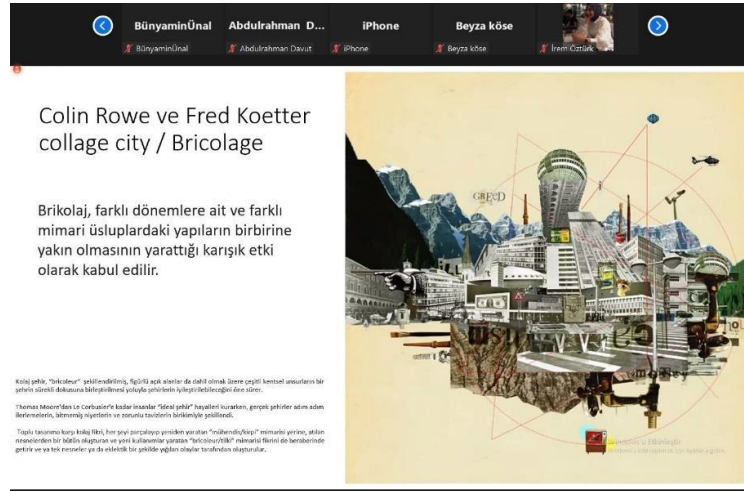 BünyaminÜnal
Abdulrahman D...
iPhone
Beyza köse
BünyaminÜnal
Abdulrahman Davut
iPhone
Beyza köse
İrem Öztürk
Colin Rowe ve Fred Koetter
collage city / Bricolage
Brikolaj, farklı dönemlere ait ve farklı
mimari üsluplardaki yapıların birbirine
yakın olmasının yarattığı karışık etki
olarak kabul edilir.
Kolaj şehir, "bricoleur" şekillendirilmiş, figürlü açık alanlar da dahil olmak üzere çeşitli kentsel unsurların bir
şehrin sürekli dokusuna birleştirilmesi yoluyla şehirlerin iyileştirilebileceğini öne sürer.
Thomas Moore'dan Le Corbusier'e kadar insanlar "ideal şehir" hayalleri kurarken, gerçek şehirler adım adım
ilerlemelerin, bitmemiş niyetlerin ve zorunlu tavizlerin birikimiyle şekillendi.
Toplu tasarıma karşı kolaj fikri, her şeyi parçalayıp yeniden yaratan "mühendis/kirpi" mimarisi yerine, atılan
nesnelerden bir bütün oluşturan ve yeni kullanımlar yaratan "bricoleur/tilki" mimarisi fikrini de beraberinde
getirir ve ya tek nesneler ya da eklektik bir şekilde yığılan olaylar tarafından oluşturulur.
GREED